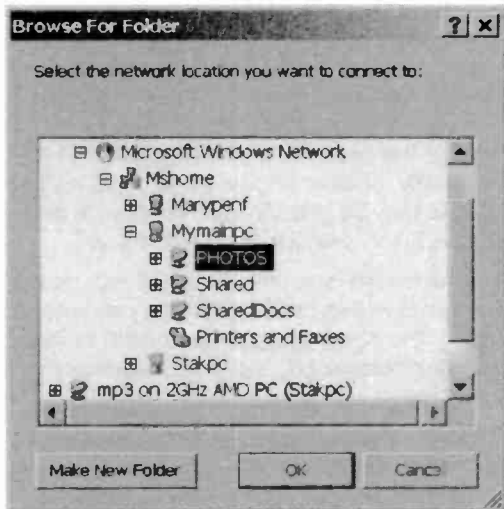 Browse For Folder ? x
Select the network location you want to connect to:
Microsoft Windows Network
Mshome
Marypenf
Mymainpc
PHOTOS
Shared
SharedDocs
Printers and Faxes
Stakpc
mp3 on 2GHz AMD PC (Stakpc)
Make New Folder OK Cance